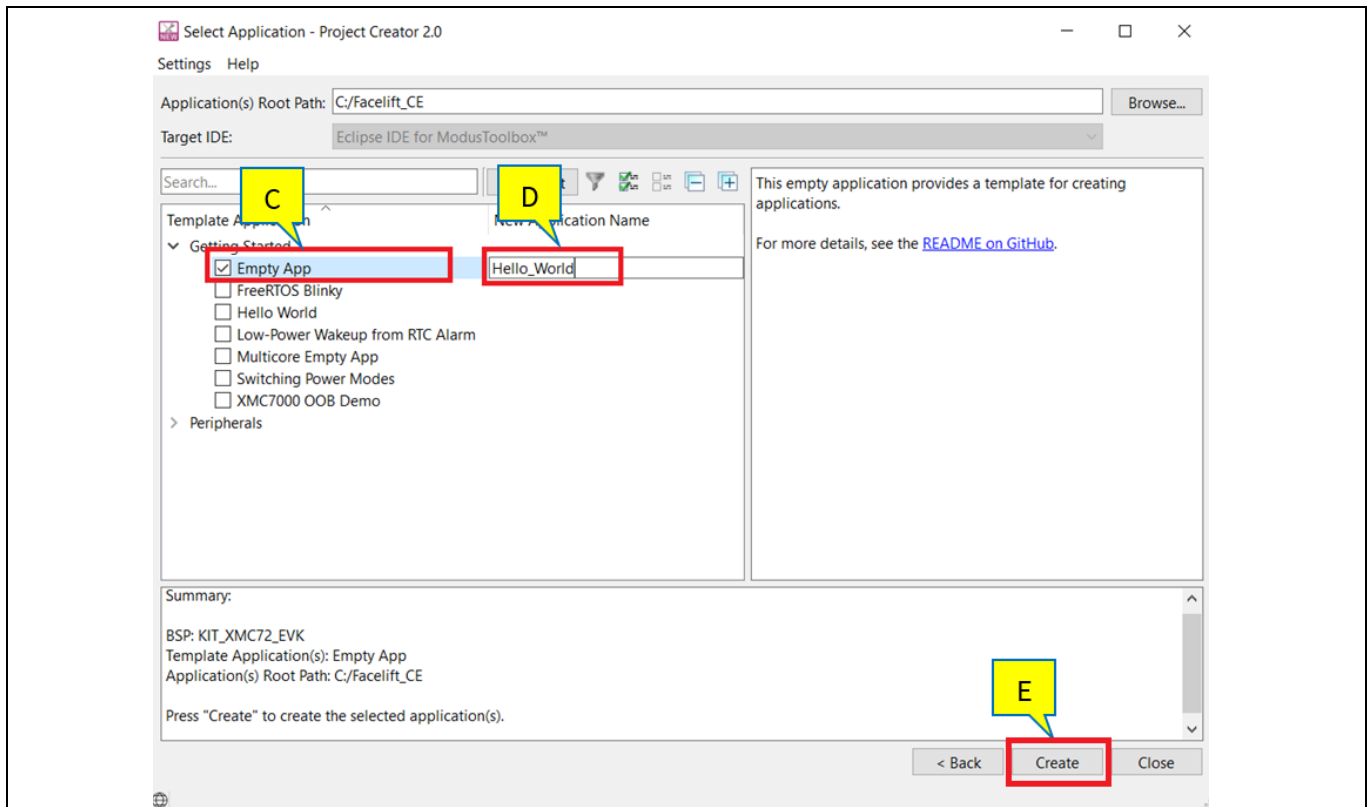 Select Application - Project Creator 2.0
Settings Help
Application(s) Root Path: C:/Facelift_CE Browse...
Target IDE: Eclipse IDE for ModusToolbox™
Search...
C
D
Template New Application Name
Getting Started
Empty App Hello_World
FreeRTOS Blinky
Hello World
Low-Power Wakeup from RTC Alarm
Multicore Empty App
Switching Power Modes
XMC7000 OOB Demo
Peripherals
This empty application provides a template for creating
applications.
For more details, see the README on GitHub.
Summary:
BSP: KIT_XMC72_EVK
Template Application(s): Empty App
Application(s) Root Path: C:/Facelift_CE
Press "Create" to create the selected application(s).
E
< Back Create Close